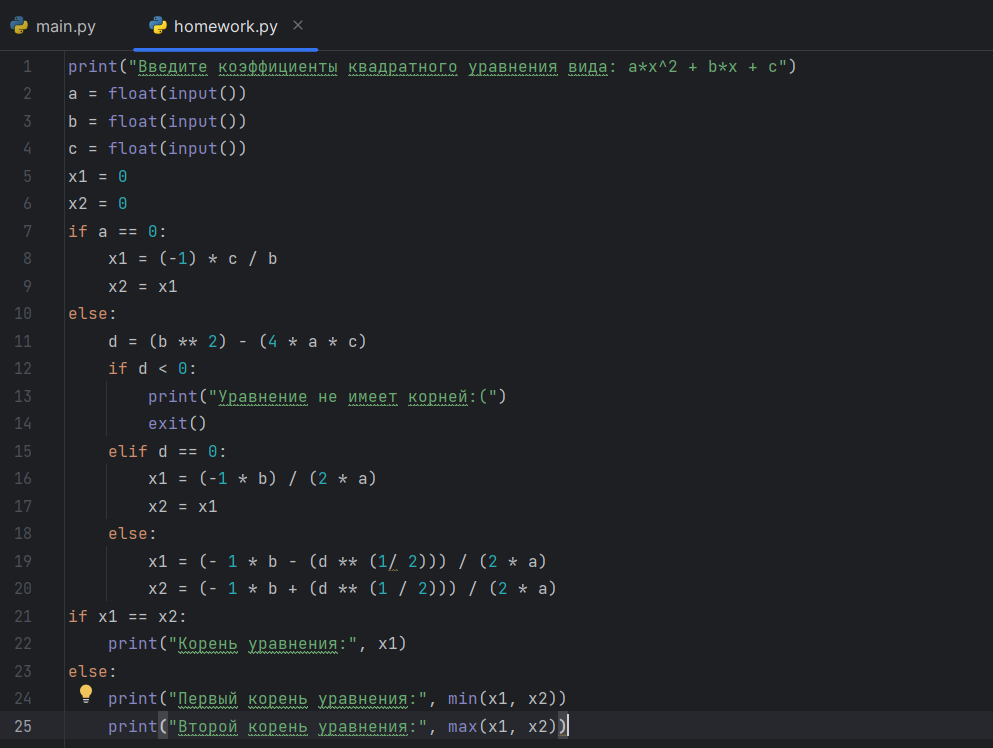 main.py homework.py ×
1 print("Введите коэффициенты квадратного уравнения вида: a*x^2 + b*x + c")
2 a = float(input())
3 b = float(input())
4 c = float(input())
5 x1 = 0
6 x2 = 0
7 if a == 0:
8     x1 = (-1) * c / b
9     x2 = x1
10 else:
11     d = (b ** 2) - (4 * a * c)
12     if d < 0:
13         print("Уравнение не имеет корней:(")
14         exit()
15     elif d == 0:
16         x1 = (-1 * b) / (2 * a)
17         x2 = x1
18     else:
19         x1 = (- 1 * b - (d ** (1/ 2))) / (2 * a)
20         x2 = (- 1 * b + (d ** (1 / 2))) / (2 * a)
21 if x1 == x2:
22     print("Корень уравнения:", x1)
23 else:
24     print("Первый корень уравнения:", min(x1, x2))
25     print("Второй корень уравнения:", max(x1, x2))